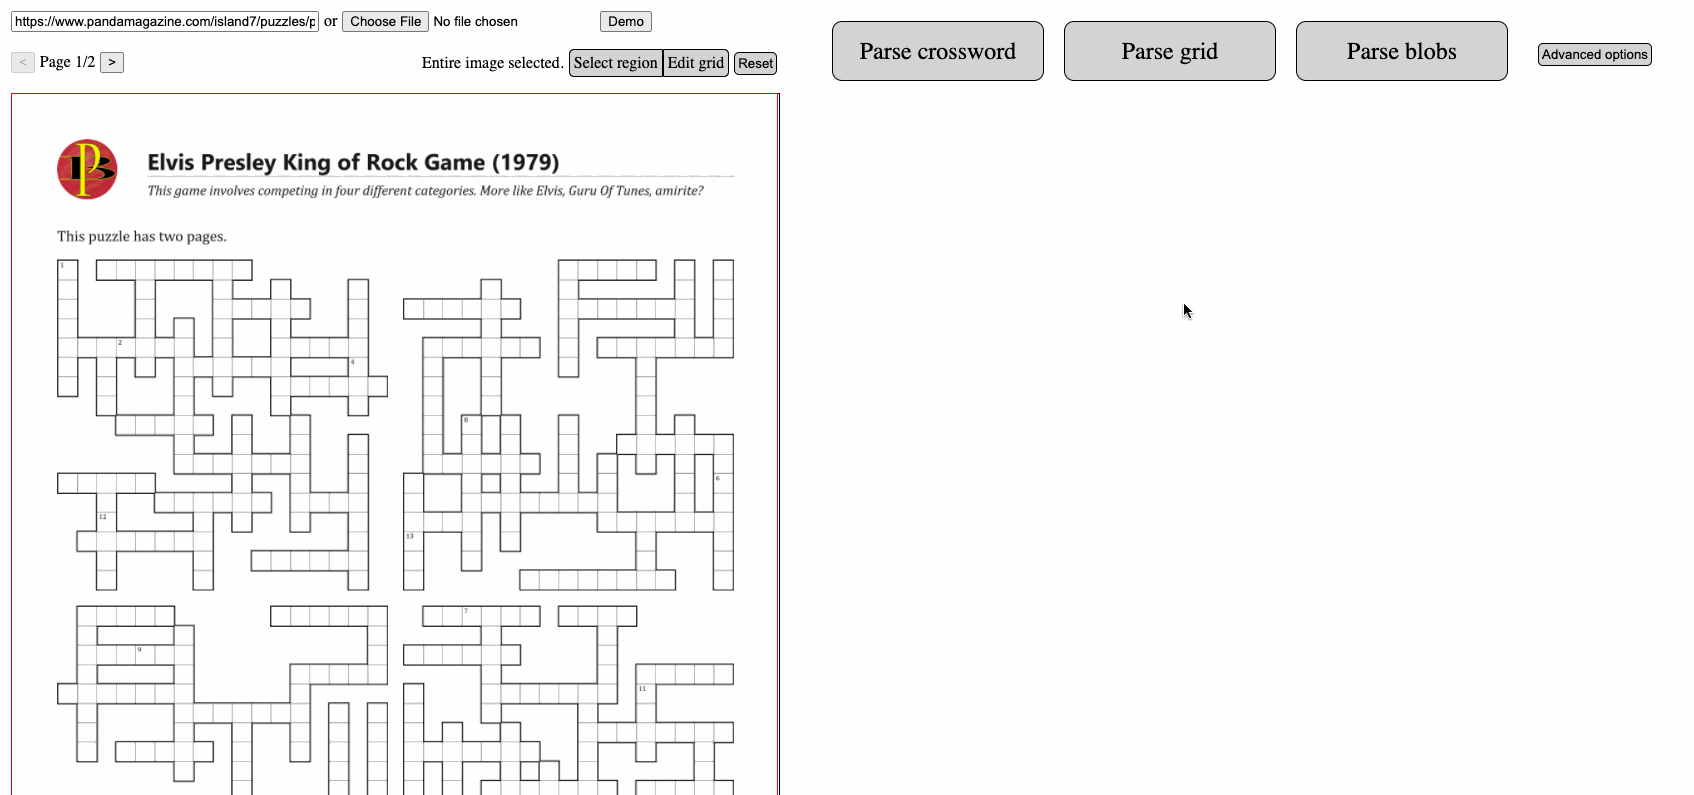 https://www.pandamagazine.com/island7/puzzles/p or Choose File No file chosen Demo
< Page 1/2 > Entire image selected. Select region Edit grid Reset
Parse crossword Parse grid Parse blobs Advanced options
PB
Elvis Presley King of Rock Game (1979)
This game involves competing in four different categories. More like Elvis, Guru Of Tunes, amirite?
This puzzle has two pages.
1
2
4
8
6
12
13
7
9
11